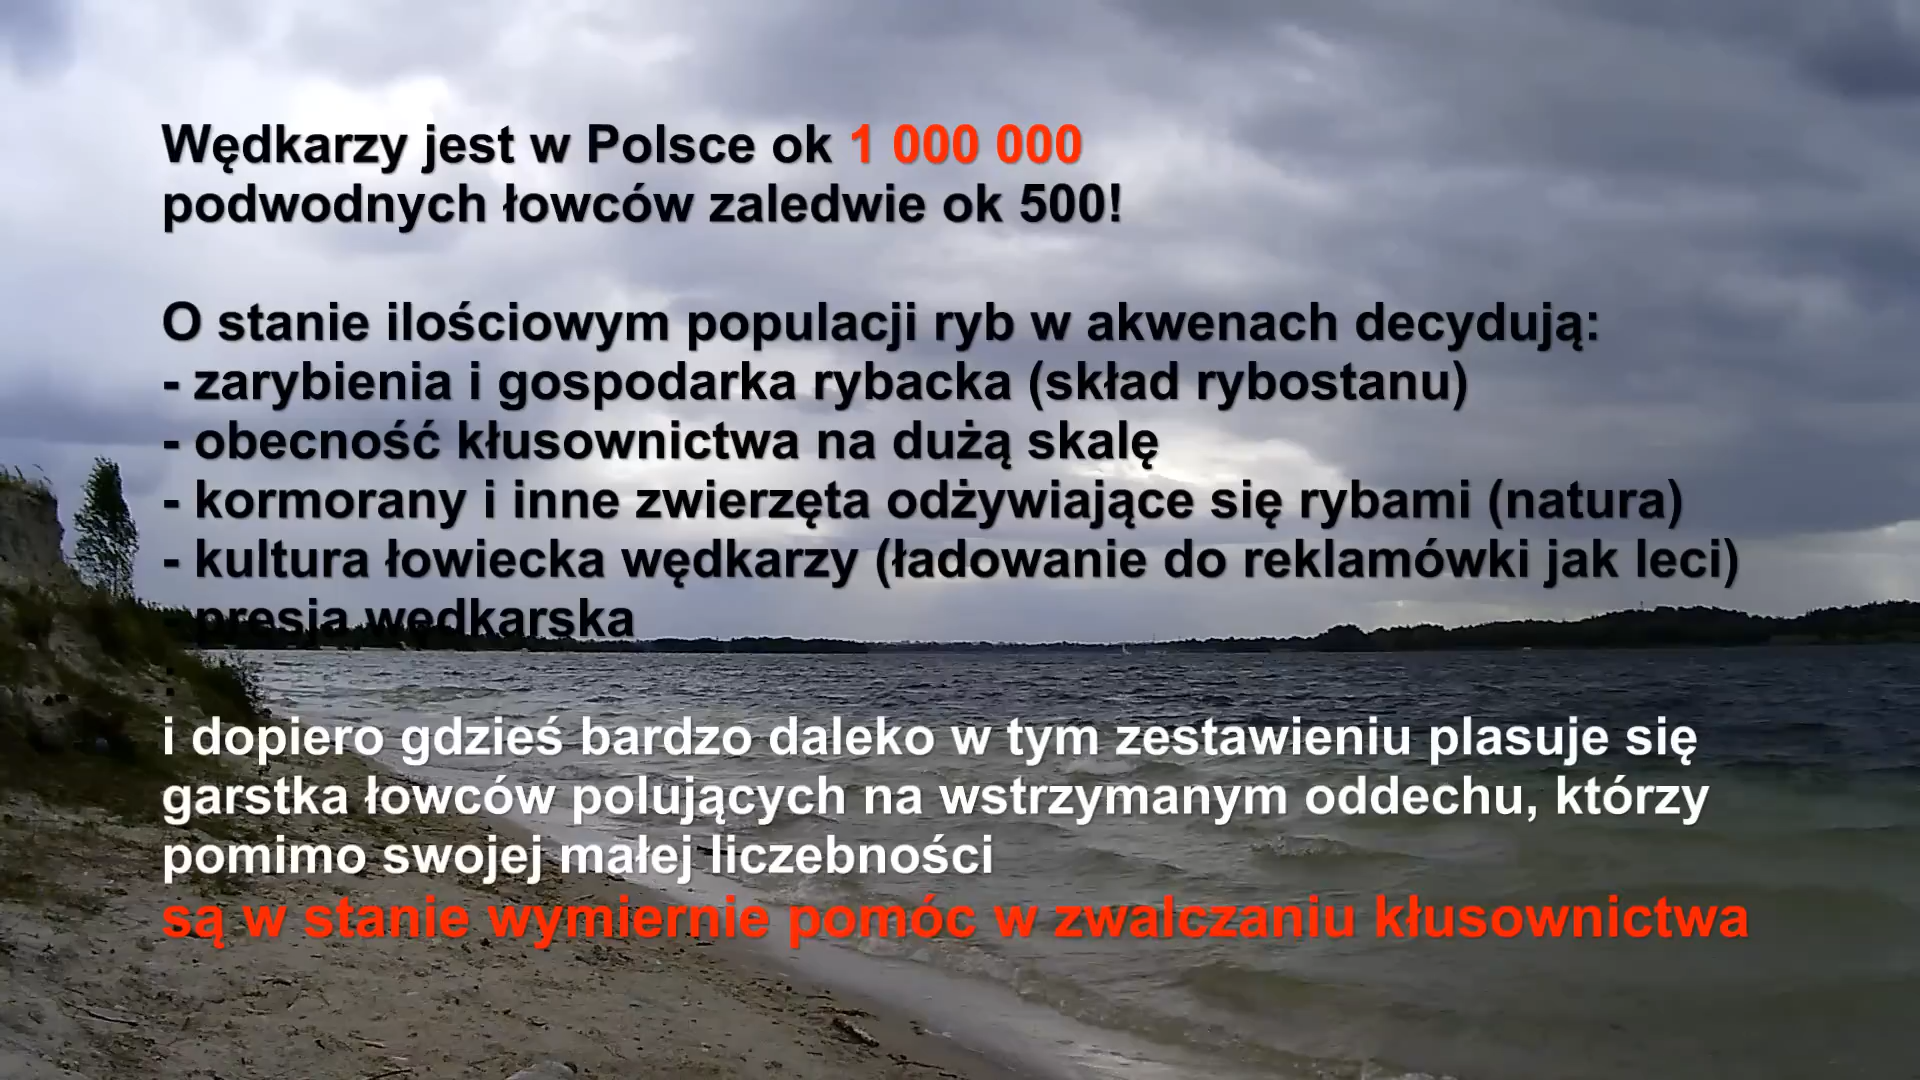 Wędkarzy jest w Polsce ok 1 000 000
podwodnych łowców zaledwie ok 500!
O stanie ilościowym populacji ryb w akwenach decydują:
- zarybienia i gospodarka rybacka (skład rybostanu)
- obecność kłusownictwa na dużą skalę
- kormorany i inne zwierzęta odżywiające się rybami (natura)
- kultura łowiecka wędkarzy (ładowanie do reklamówki jak leci)
- presja wędkarska
i dopiero gdzieś bardzo daleko w tym zestawieniu plasuje się
garstka łowców polujących na wstrzymanym oddechu, którzy
pomimo swojej małej liczebności
są w stanie wymiernie pomóc w zwalczaniu kłusownictwa